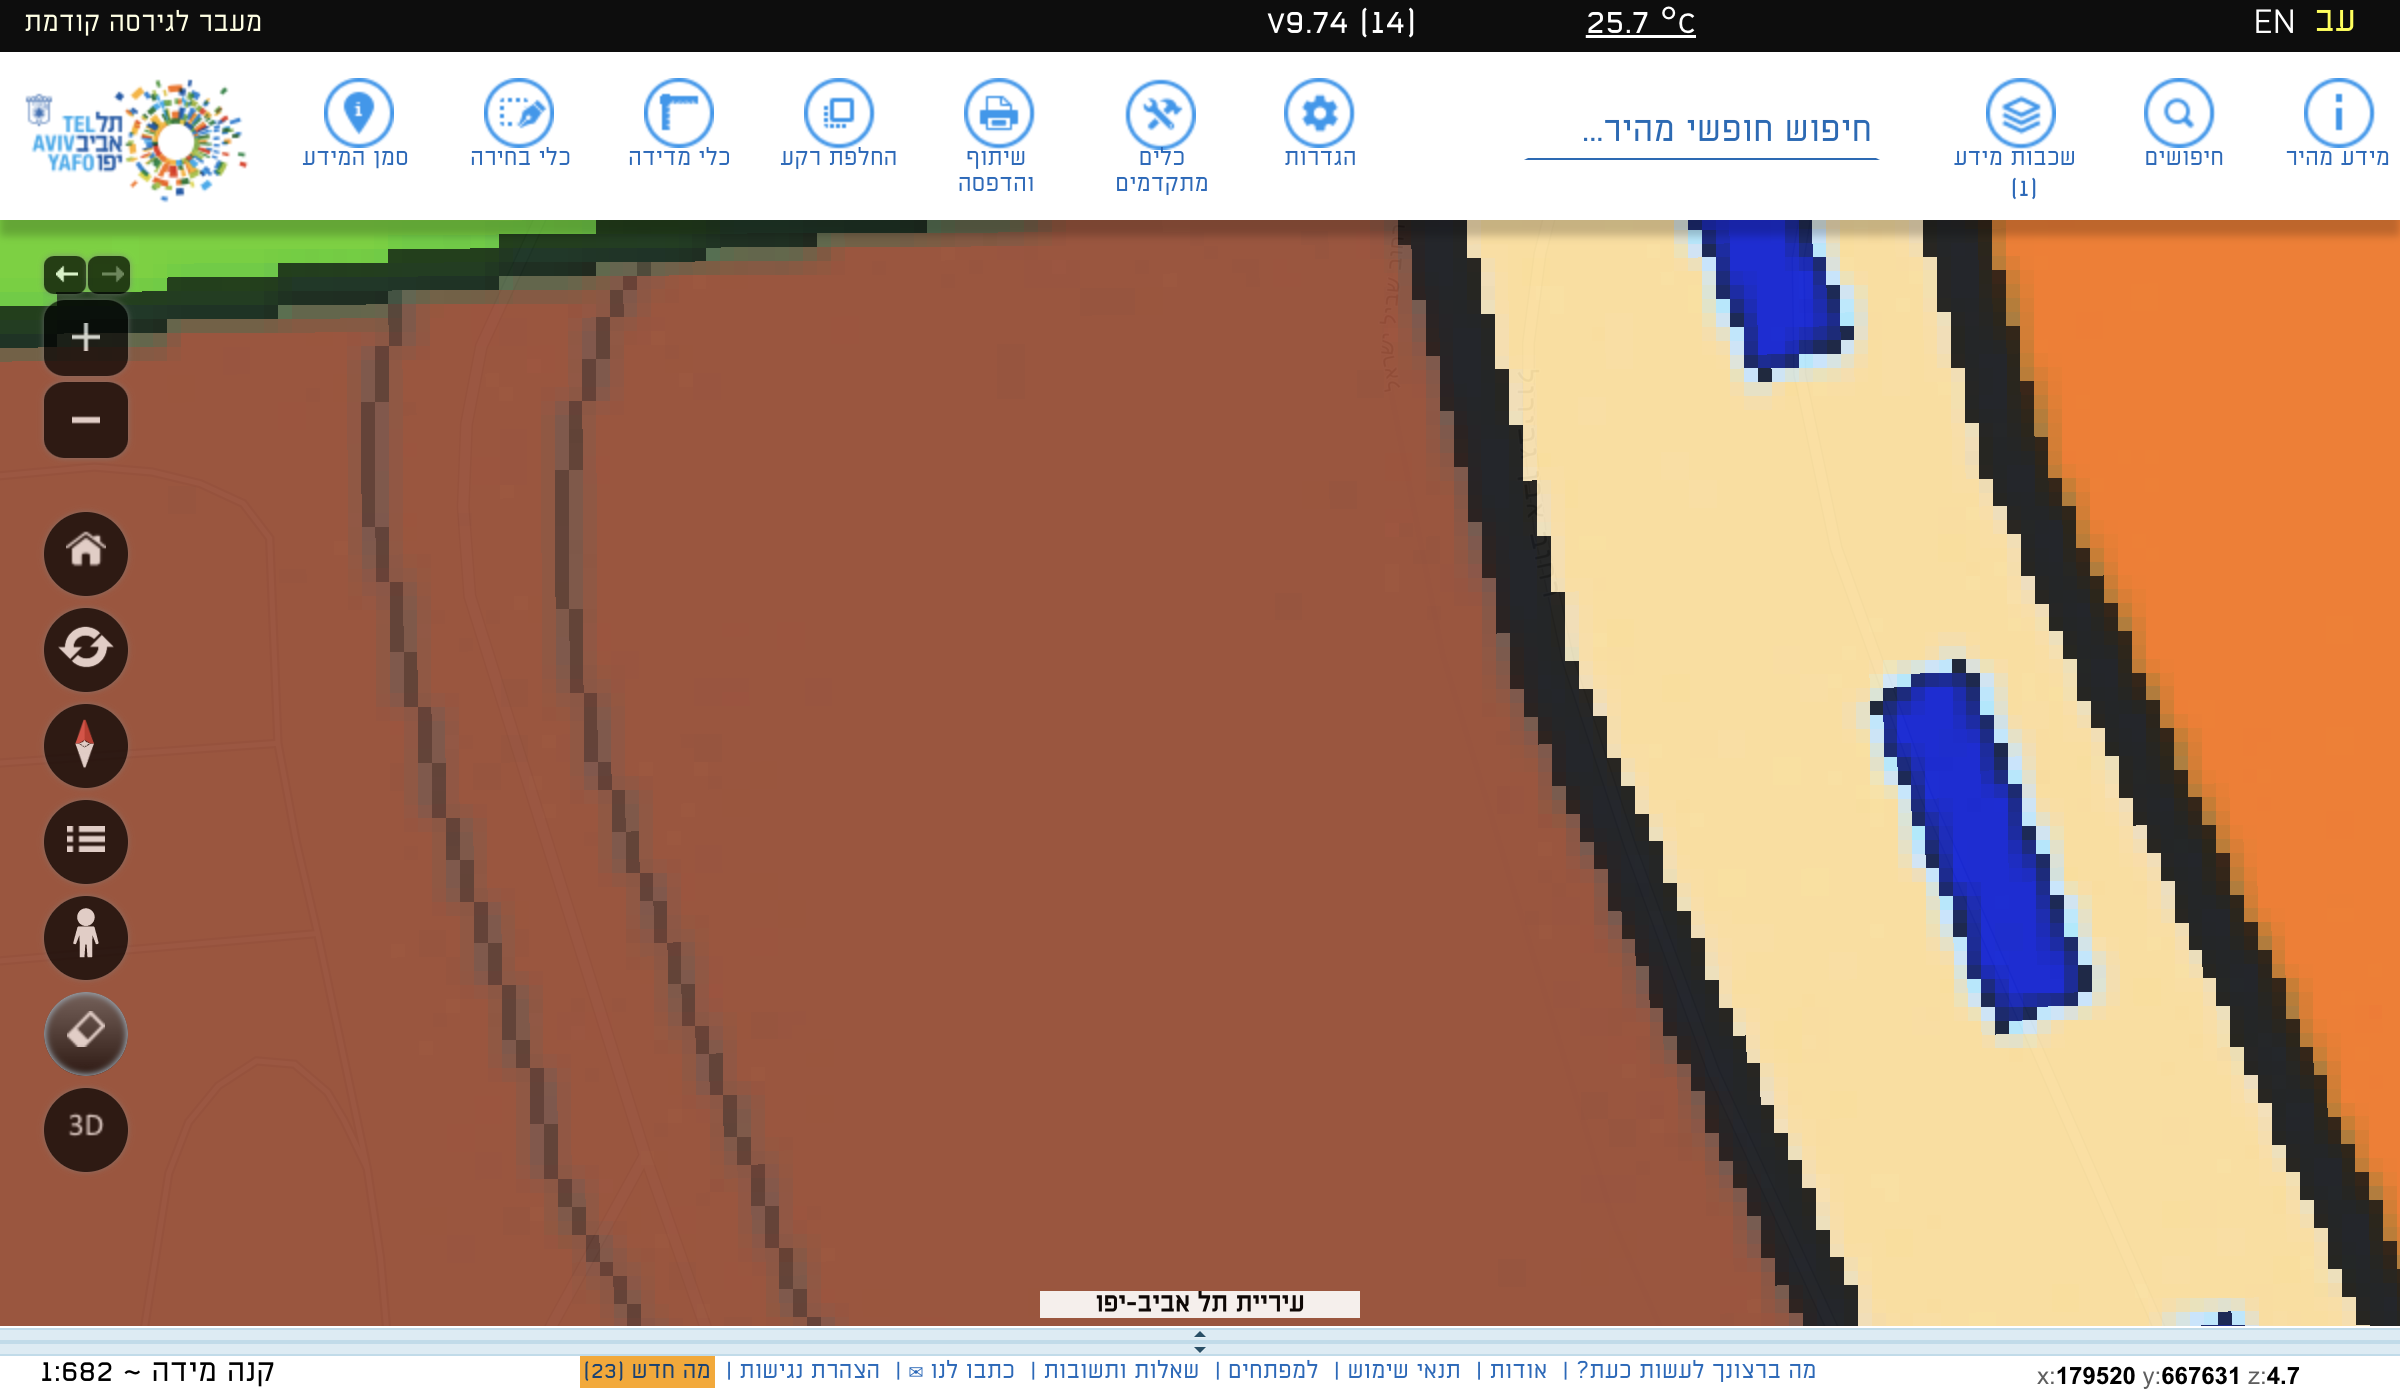 עב EN
25.7 °C
V9.74 (14)
מעבר לגירסה קודמת
מידע מהיר
חיפושים
שכבות מידע
(1)
חיפוש חופשי מהיר...
הגדרות
כלים
מתקדמים
שיתוף
והדפסה
החלפת רקע
כלי מדידה
כלי בחירה
סמן המידע
תל אביב יפו
TEL AVIV YAFO
רחוב שביל ישראל
3D
עיריית תל אביב-יפו
מה ברצונך לעשות כעת? | אודות | תנאי שימוש | למפתחים | שאלות ותשובות | כתבו לנו ✉ | הצהרת נגישות | מה חדש (23)
x:179520 y:667631 z:4.7
קנה מידה ~ 1:682